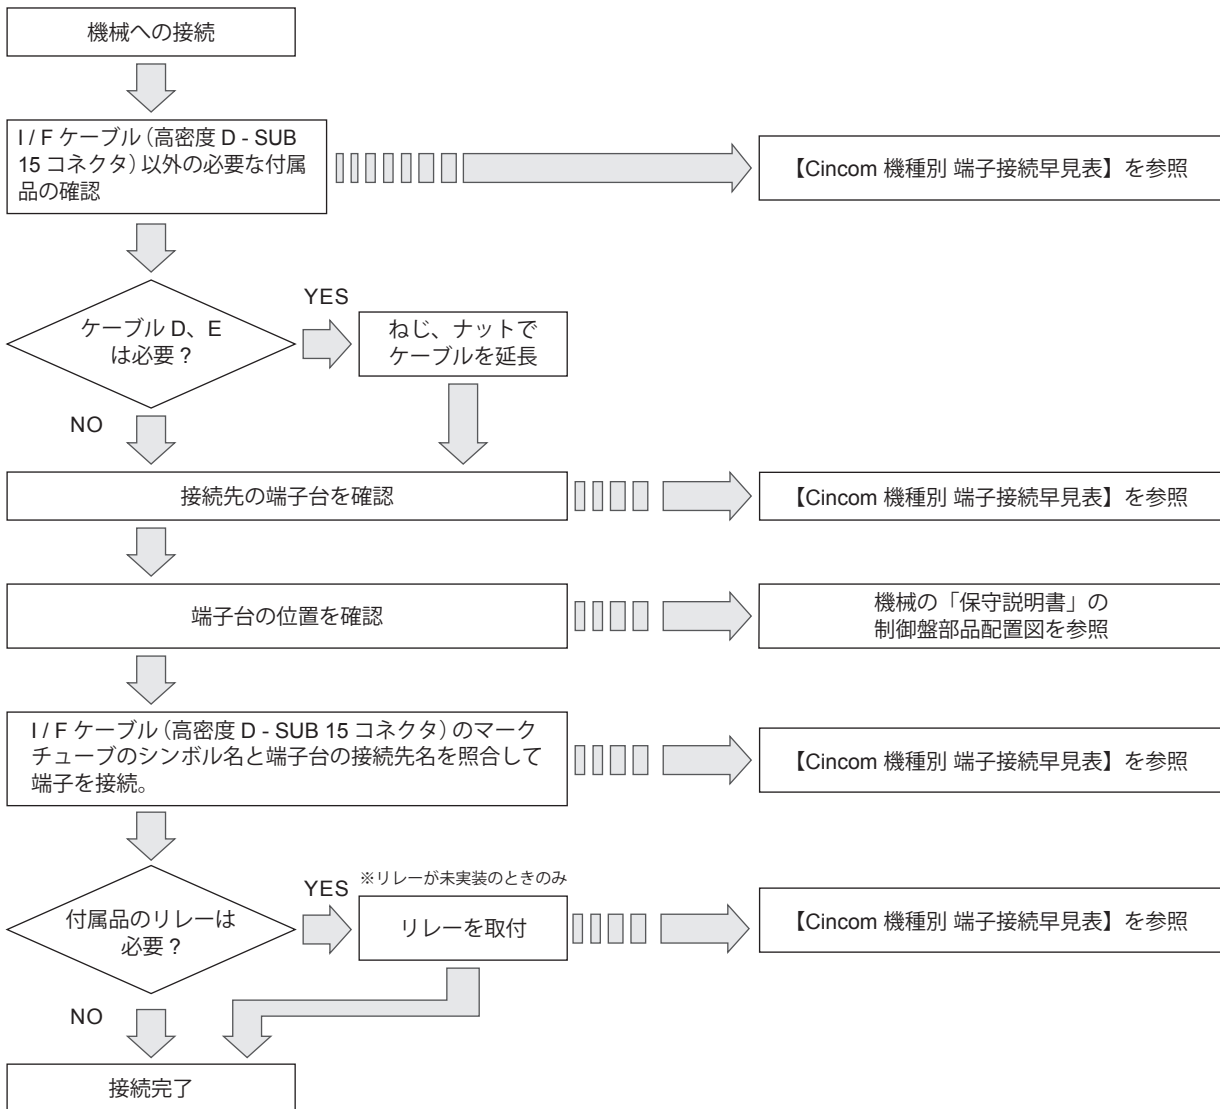 機械への接続
I / F ケーブル（高密度 D - SUB
15 コネクタ）以外の必要な付属
品の確認
【Cincom 機種別 端子接続早見表】を参照
ケーブル D、E
は必要？
YES
ねじ、ナットで
ケーブルを延長
NO
接続先の端子台を確認
【Cincom 機種別 端子接続早見表】を参照
端子台の位置を確認
機械の「保守説明書」の
制御盤部品配置図を参照
I / F ケーブル（高密度 D - SUB 15 コネクタ）のマーク
チューブのシンボル名と端子台の接続先名を照合して
端子を接続。
【Cincom 機種別 端子接続早見表】を参照
付属品のリレーは
必要？
YES
※リレーが未実装のときのみ
リレーを取付
【Cincom 機種別 端子接続早見表】を参照
NO
接続完了